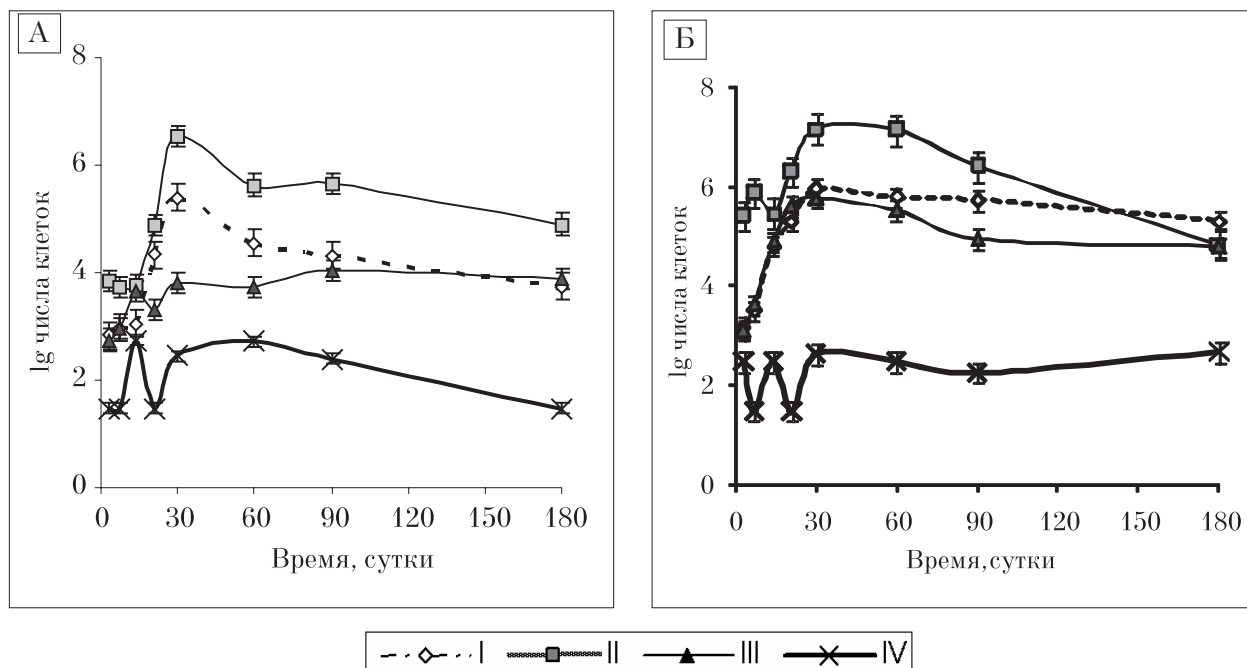 А
lg числа клеток
8
6
4
2
0
0 30 60 90 120 150 180
Время, сутки
Б
lg числа клеток
8
6
4
2
0
0 30 60 90 120 150 180
Время,сутки
I II III IV